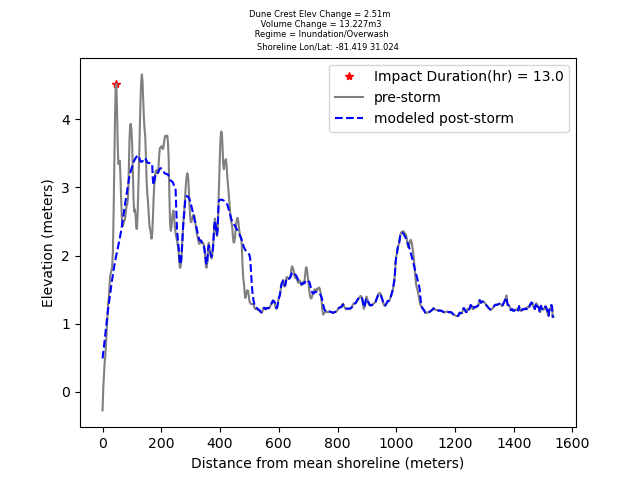 Dune Crest Elev Change = 2.51m
Volume Change = 13.227m3
Regime = Inundation/Overwash
Shoreline Lon/Lat: -81.419 31.024
Impact Duration(hr) = 13.0
pre-storm
modeled post-storm
Elevation (meters)
4
3
2
1
0
0 200 400 600 800 1000 1200 1400 1600
Distance from mean shoreline (meters)